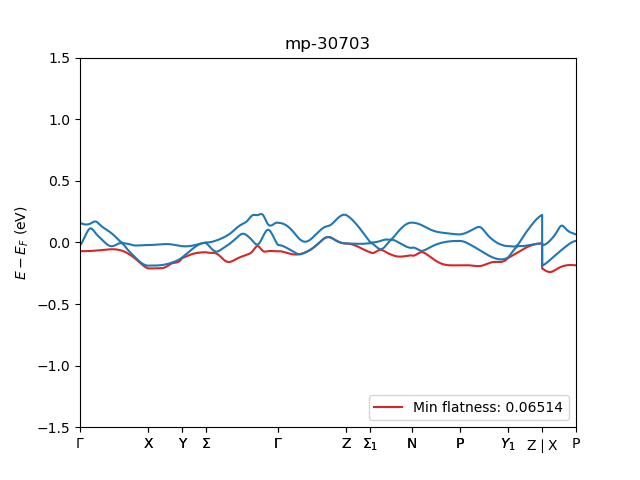 mp-30703
E − E_F (eV)
1.5
1.0
0.5
0.0
−0.5
−1.0
−1.5
Min flatness: 0.06514
Γ X Y Σ Γ Z Σ₁ N P Y₁ Z | X P